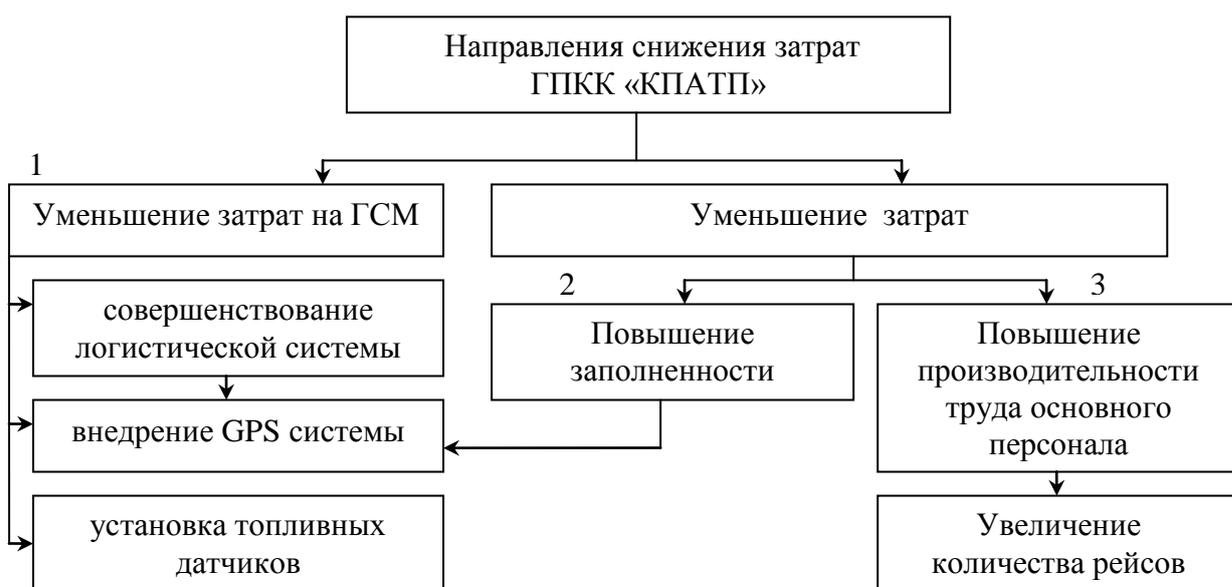 Направления снижения затрат
ГПКК «КПАТП»
1
Уменьшение затрат на ГСМ
Уменьшение затрат
совершенствование
логистической системы
внедрение GPS системы
установка топливных
датчиков
2
Повышение
заполненности
3
Повышение
производительности
труда основного
персонала
Увеличение
количества рейсов